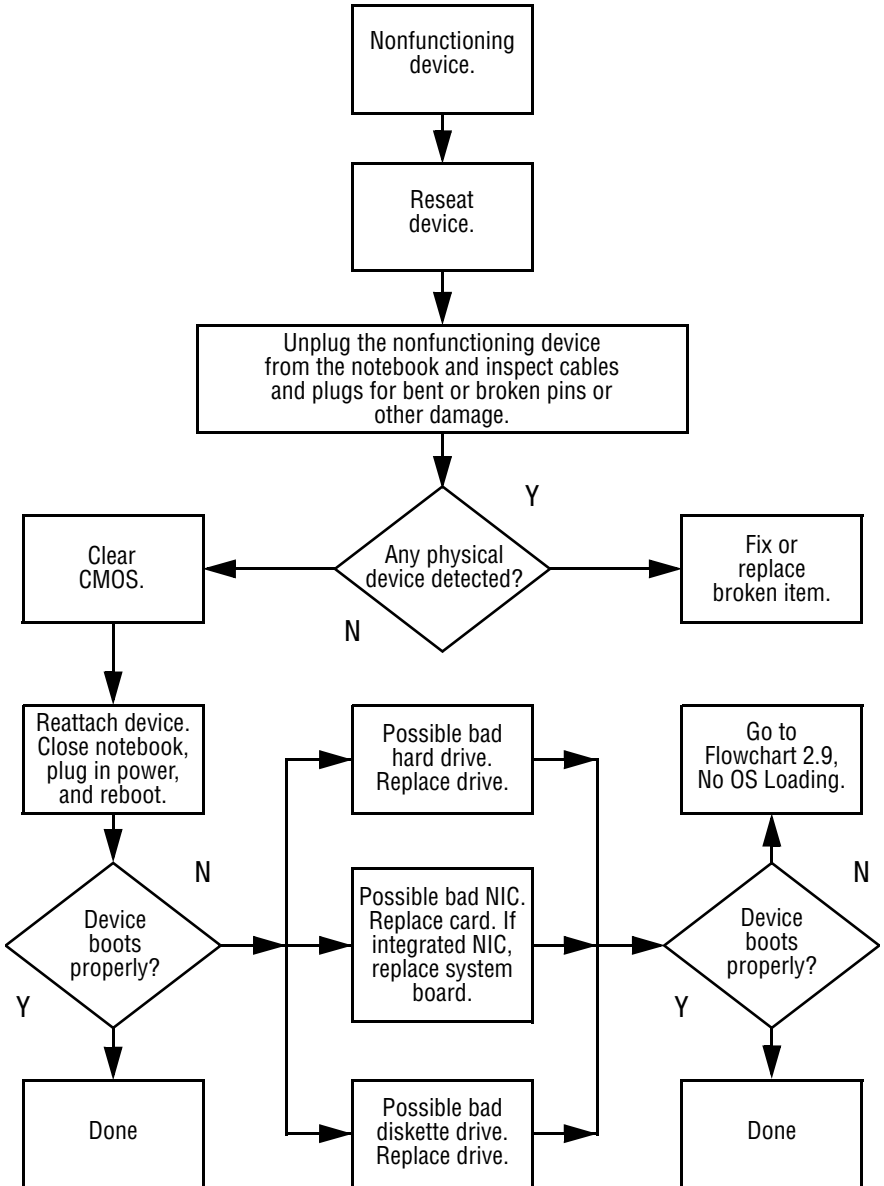 Nonfunctioning
device.
Reseat
device.
Unplug the nonfunctioning device
from the notebook and inspect cables
and plugs for bent or broken pins or
other damage.
Y
Any physical
device detected?
N
Clear
CMOS.
Fix or
replace
broken item.
Reattach device.
Close notebook,
plug in power,
and reboot.
Possible bad
hard drive.
Replace drive.
Go to
Flowchart 2.9,
No OS Loading.
N
Device
boots
properly?
Y
Possible bad NIC.
Replace card. If
integrated NIC,
replace system
board.
N
Device
boots
properly?
Y
Done
Possible bad
diskette drive.
Replace drive.
Done